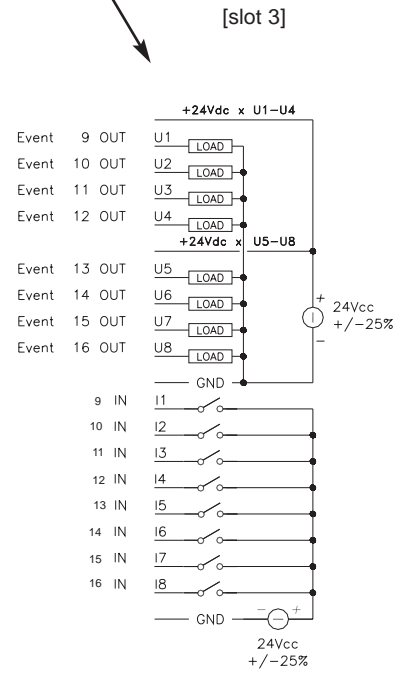 [slot 3]
+24Vdc x U1-U4
Event 9 OUT U1 LOAD
Event 10 OUT U2 LOAD
Event 11 OUT U3 LOAD
Event 12 OUT U4 LOAD
+24Vdc x U5-U8
Event 13 OUT U5 LOAD
Event 14 OUT U6 LOAD
Event 15 OUT U7 LOAD
Event 16 OUT U8 LOAD
+
24Vcc
+/-25%
-
GND
9 IN I1
10 IN I2
11 IN I3
12 IN I4
13 IN I5
14 IN I6
15 IN I7
16 IN I8
GND - +
24Vcc
+/-25%